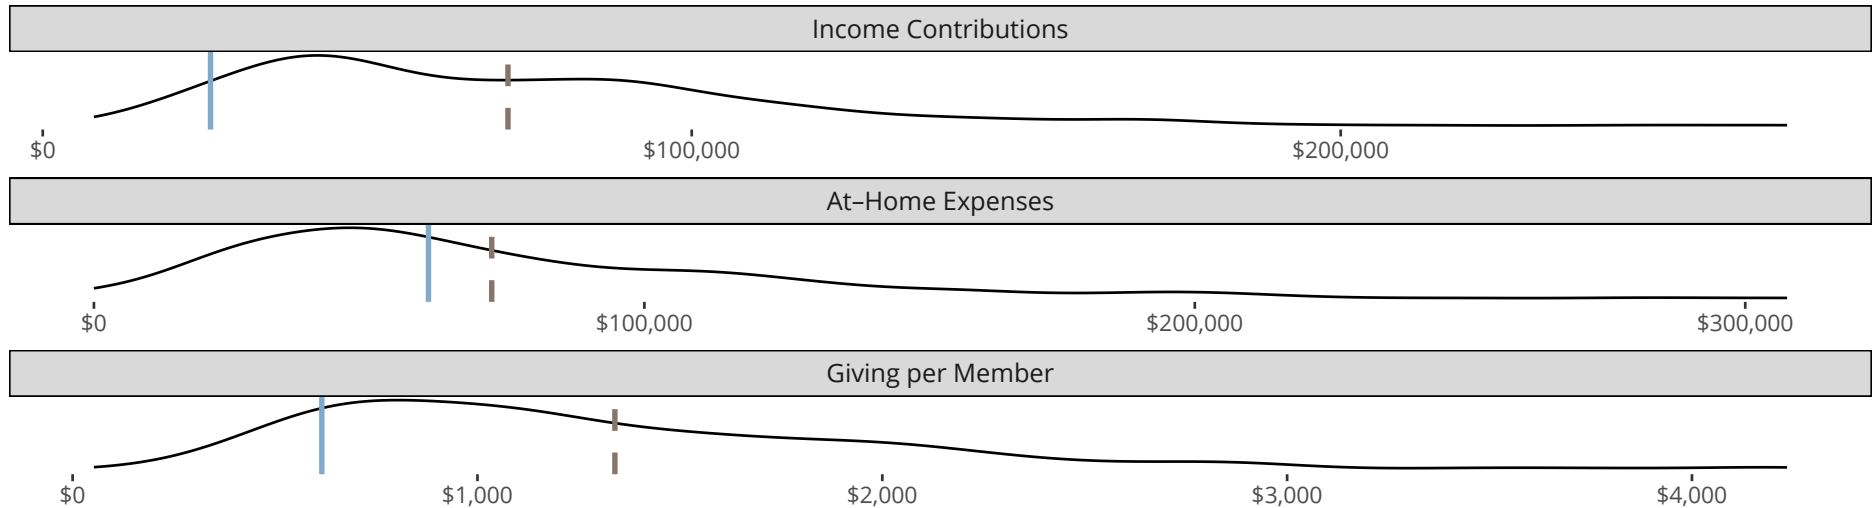 Income Contributions
$0 $100,000 $200,000
At–Home Expenses
$0 $100,000 $200,000 $300,000
Giving per Member
$0 $1,000 $2,000 $3,000 $4,000